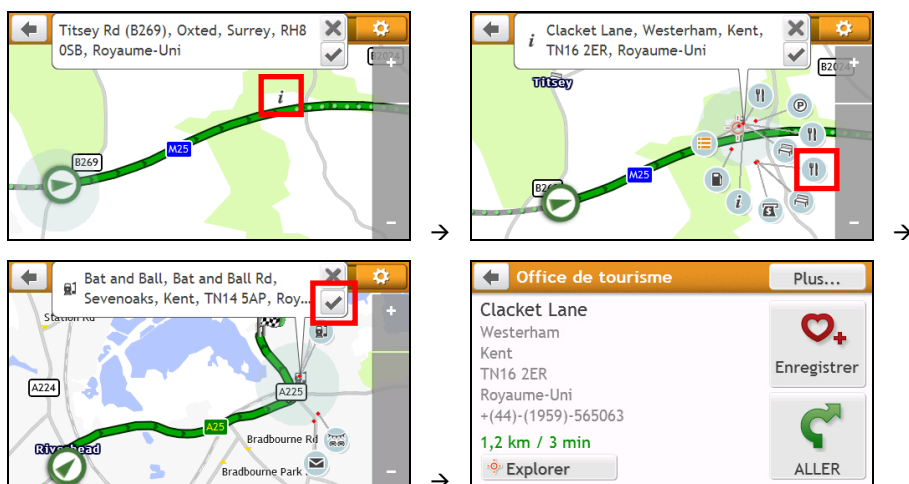 Titsey Rd (B269), Oxted, Surrey, RH8
0SB, Royaume-Uni
i
M25
B269
+
−
→
i Clacket Lane, Westerham, Kent,
TN16 2ER, Royaume-Uni
B2024
+
Titsey
P
M25
i
$
−
→
Bat and Ball, Bat and Ball Rd,
Sevenoaks, Kent, TN14 5AP, Roy...
Station Rd
+
A224
A225
A25
Bradbourne Rd
Riverhead
Bradbourne Park
−
→
Office de tourisme
Plus...
Clacket Lane
Westerham
Kent
TN16 2ER
Royaume-Uni
+(44)-(1959)-565063
1,2 km / 3 min
Explorer
Enregistrer
ALLER